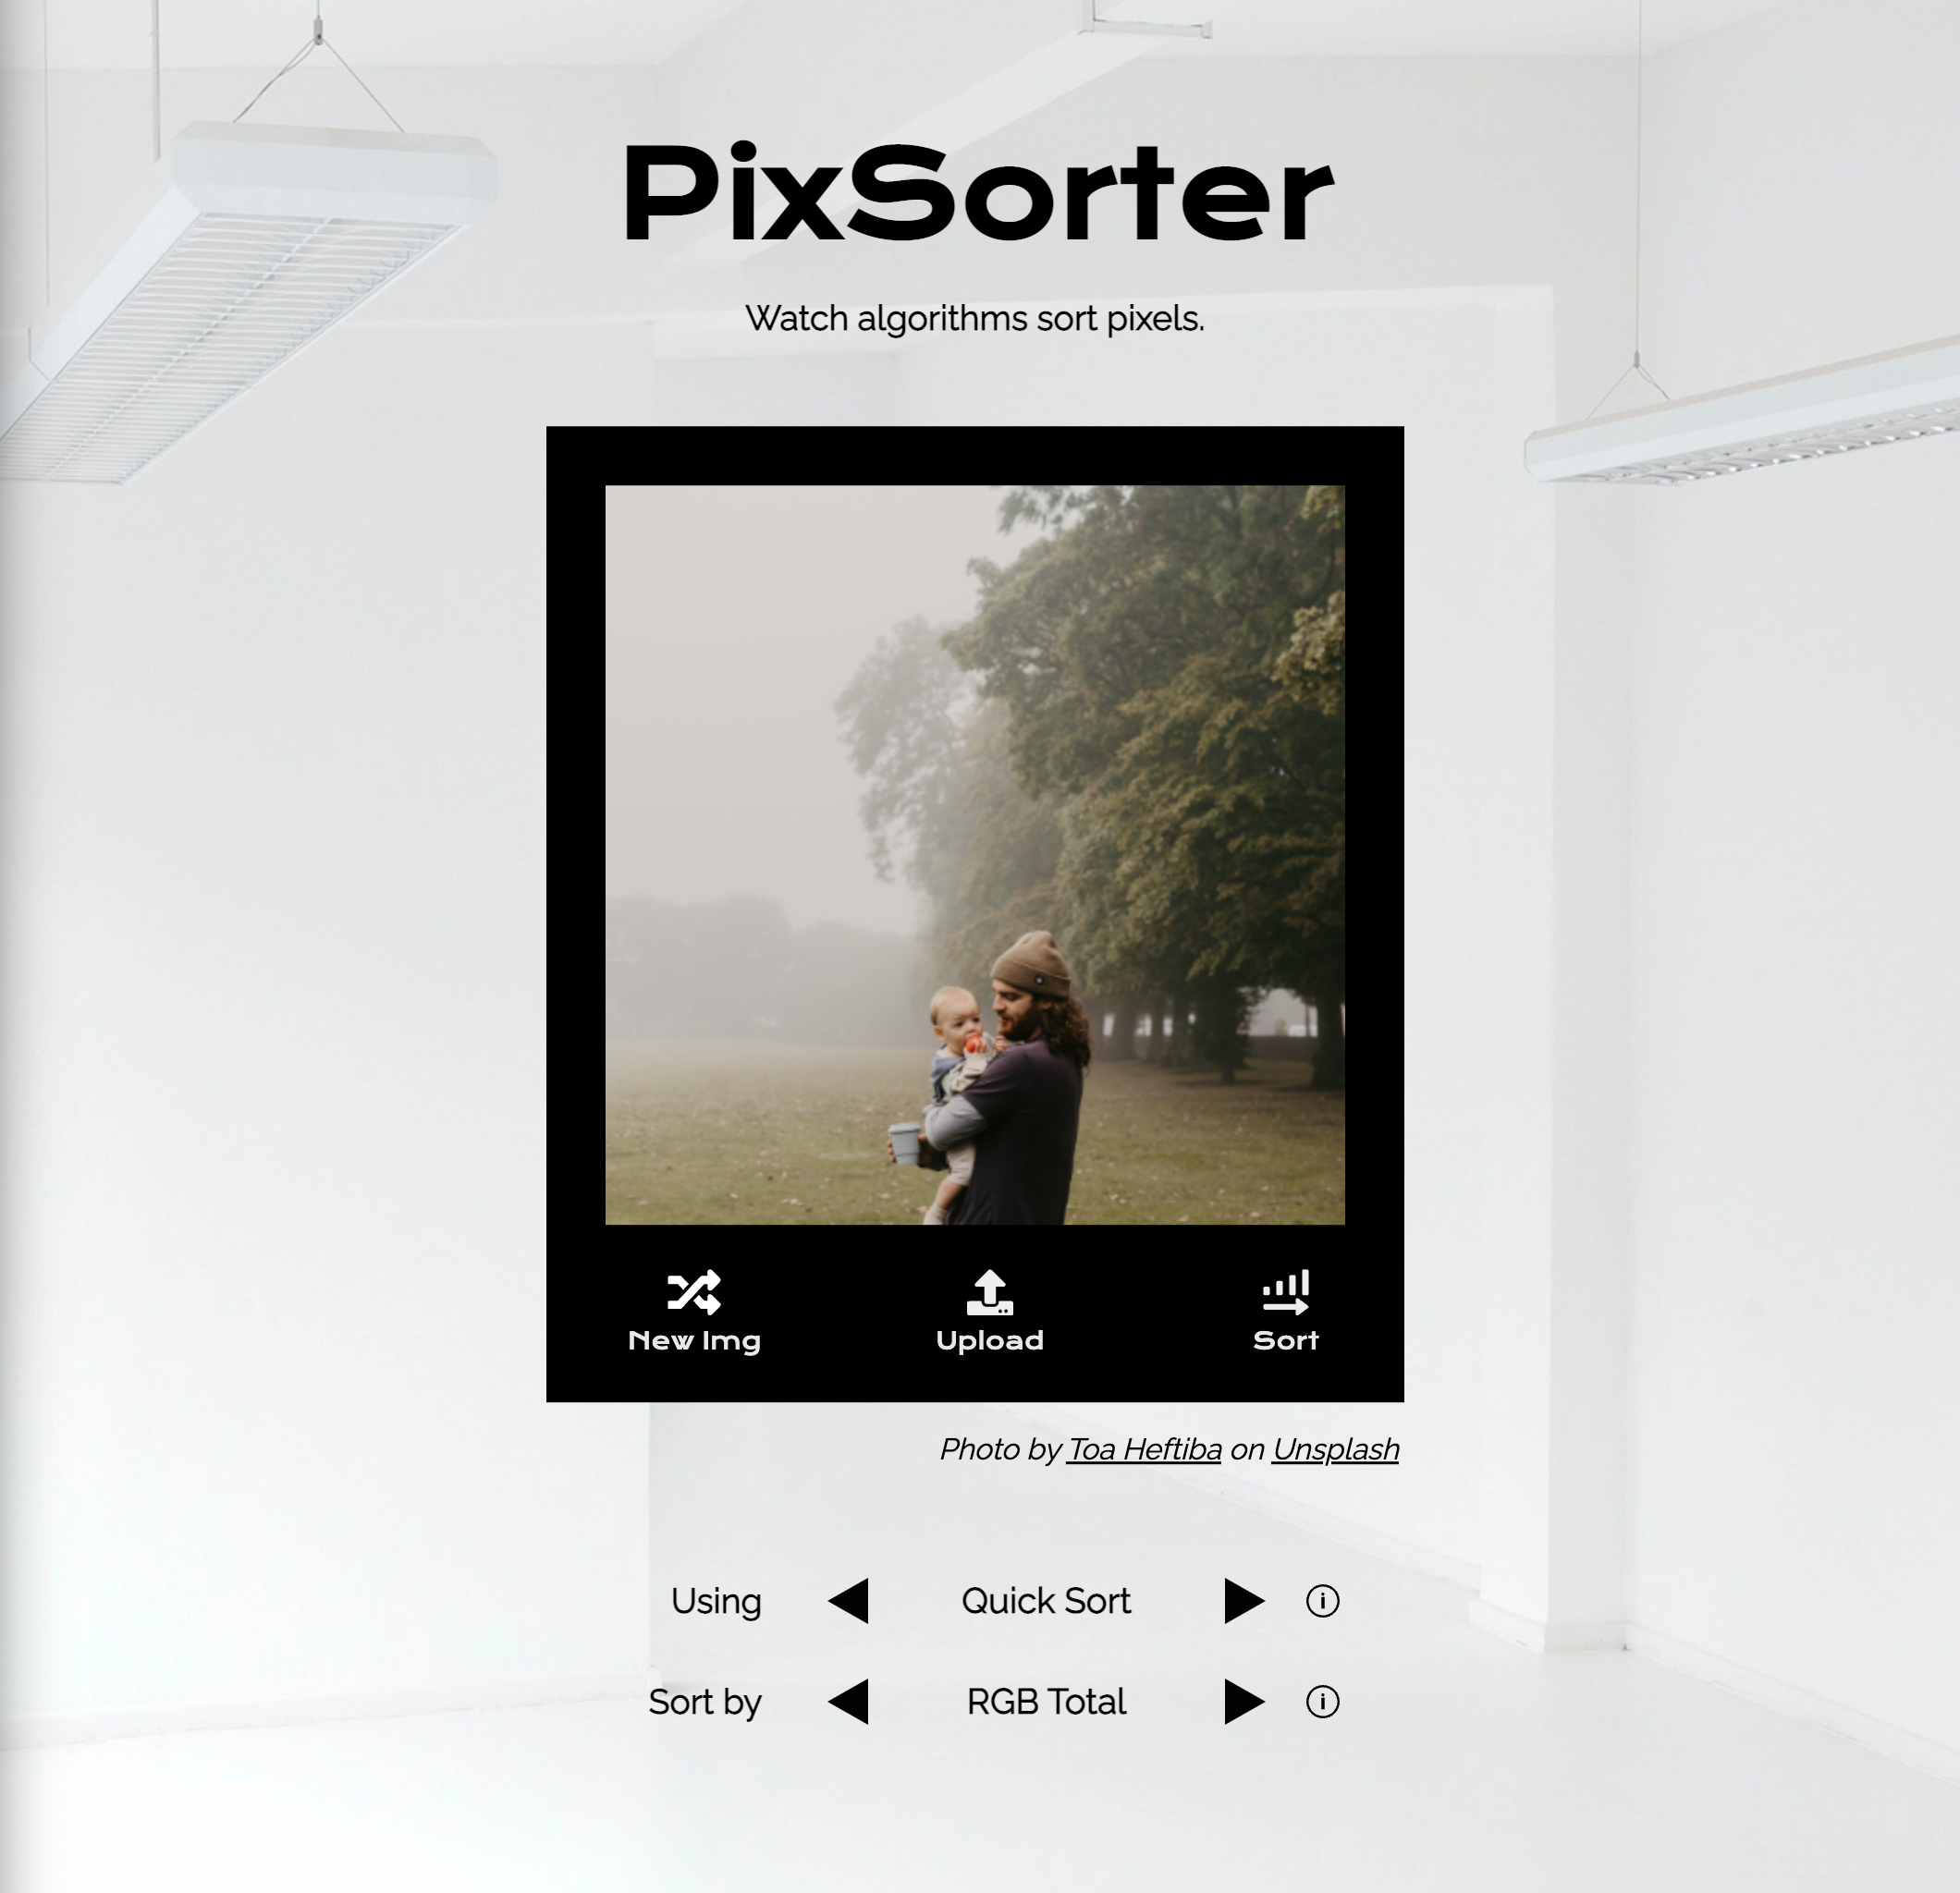 PixSorter
Watch algorithms sort pixels.
New Img Upload Sort
Photo by Toa Heftiba on Unsplash
Using Quick Sort
Sort by RGB Total